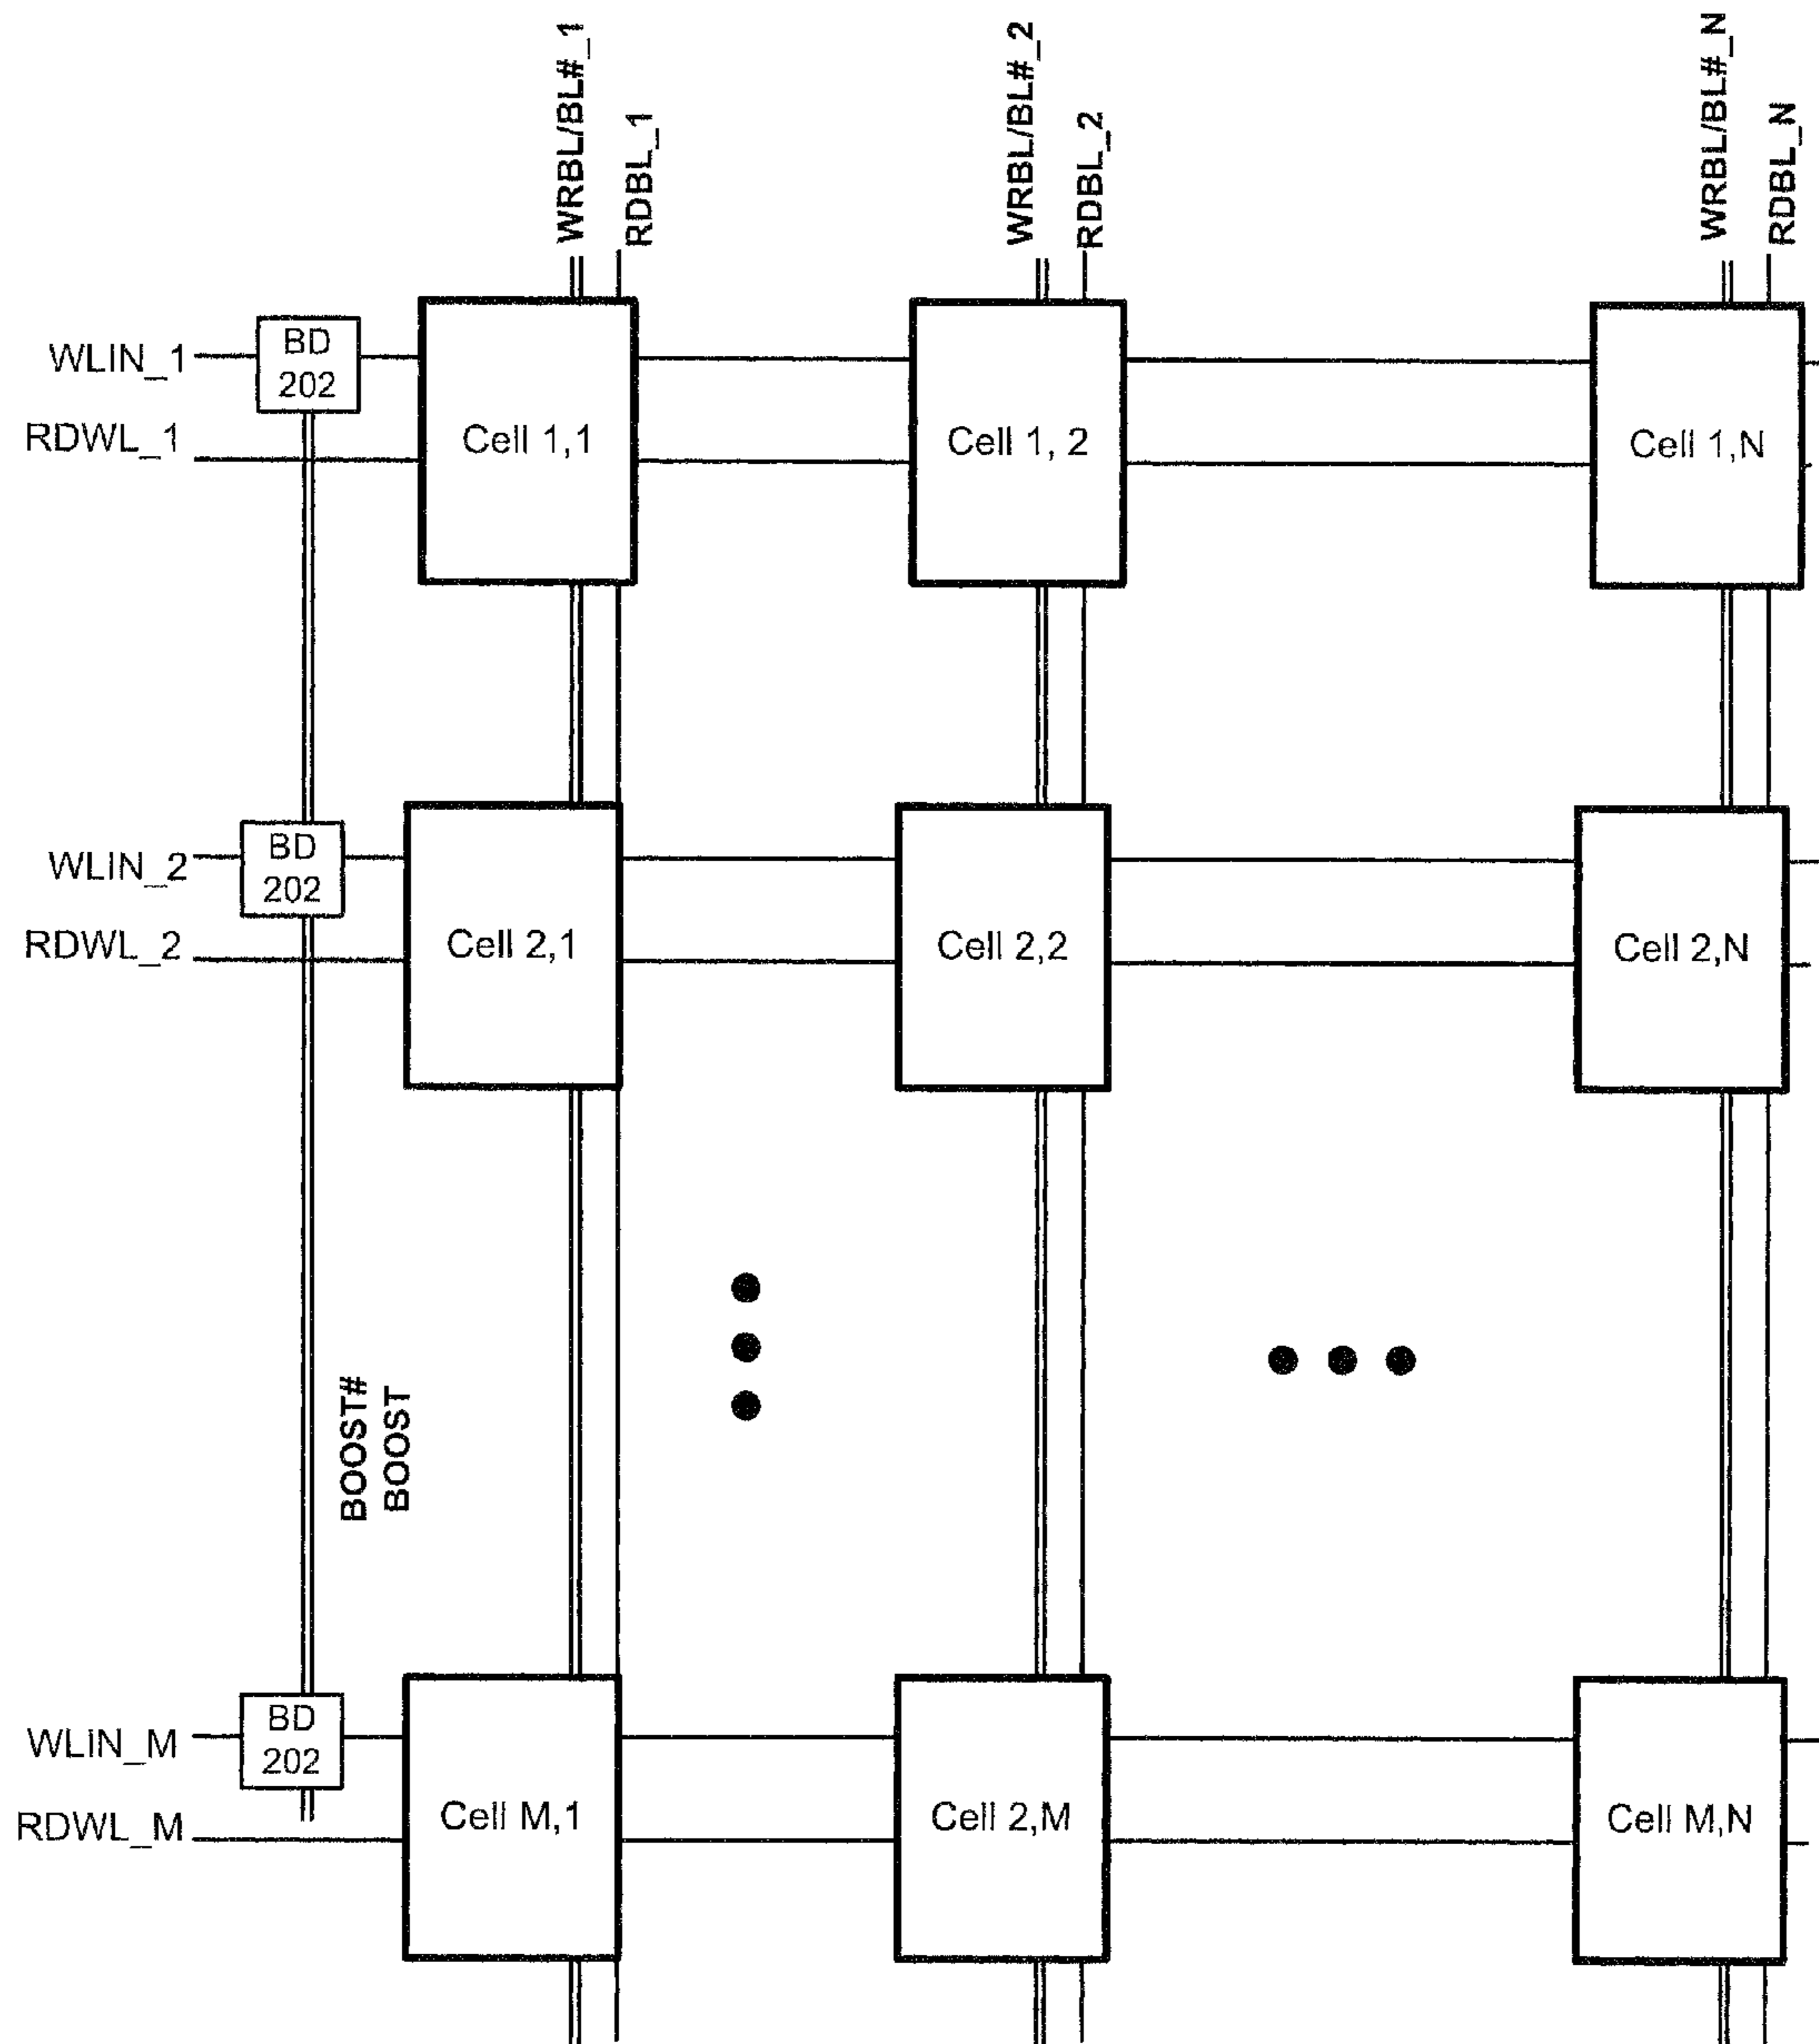 WRBL/BL#_1
RDBL_1
WRBL/BL#_2
RDBL_2
WRBL/BL#_N
RDBL_N
WLIN_1
BD
202
RDWL_1
Cell 1,1
Cell 1, 2
Cell 1,N
WLIN_2
BD
202
RDWL_2
Cell 2,1
Cell 2,2
Cell 2,N
BOOST#
BOOST
WLIN_M
BD
202
RDWL_M
Cell M,1
Cell 2,M
Cell M,N